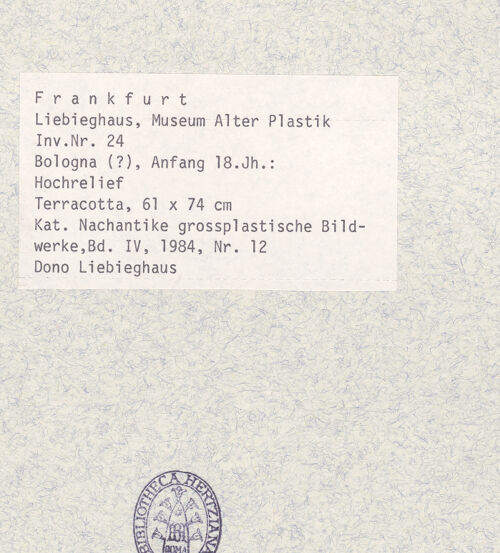 Frankfurt
Liebieghaus, Museum Alter Plastik
Inv.Nr. 24
Bologna (?), Anfang 18.Jh.:
Hochrelief
Terracotta, 61 x 74 cm
Kat. Nachantike grossplastische Bild-
werke,Bd. IV, 1984, Nr. 12
Dono Liebieghaus
BIBLIOTHECA HERTZIANA
ROMA